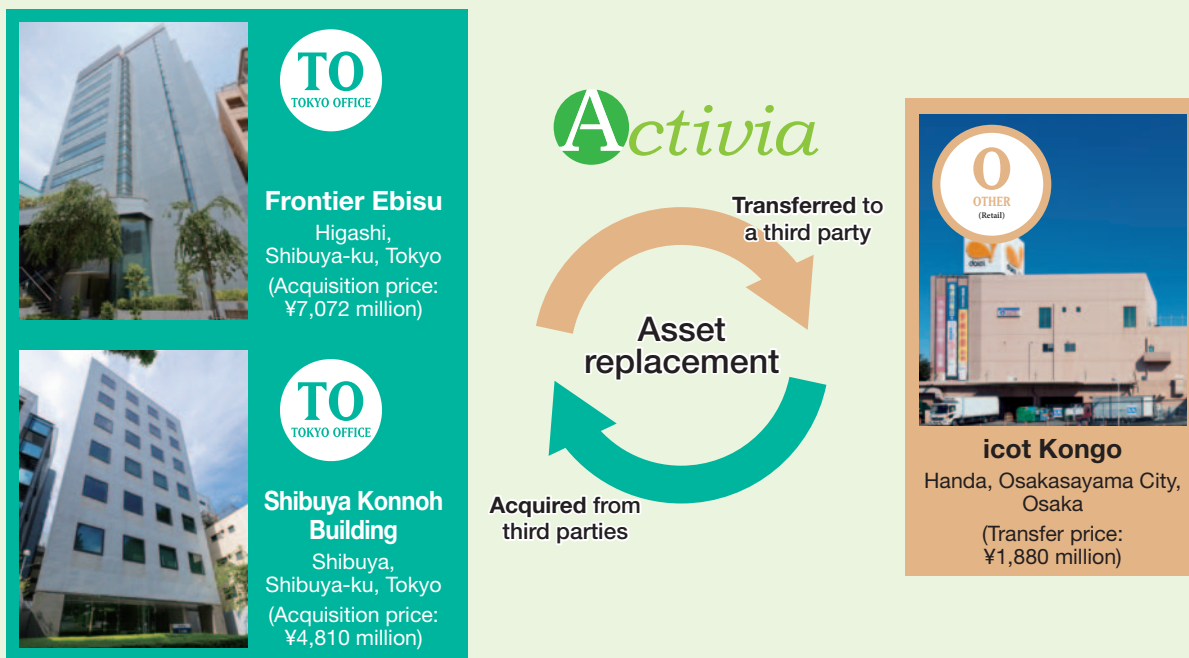 TO
TOKYO OFFICE
Frontier Ebisu
Higashi,
Shibuya-ku, Tokyo
(Acquisition price:
¥7,072 million)
TO
TOKYO OFFICE
Shibuya Konnoh
Building
Shibuya,
Shibuya-ku, Tokyo
(Acquisition price:
¥4,810 million)
Activia
Transferred to
a third party
Asset
replacement
Acquired from
third parties
O
OTHER
(Retail)
icot Kongo
Handa, Osakasayama City,
Osaka
(Transfer price:
¥1,880 million)